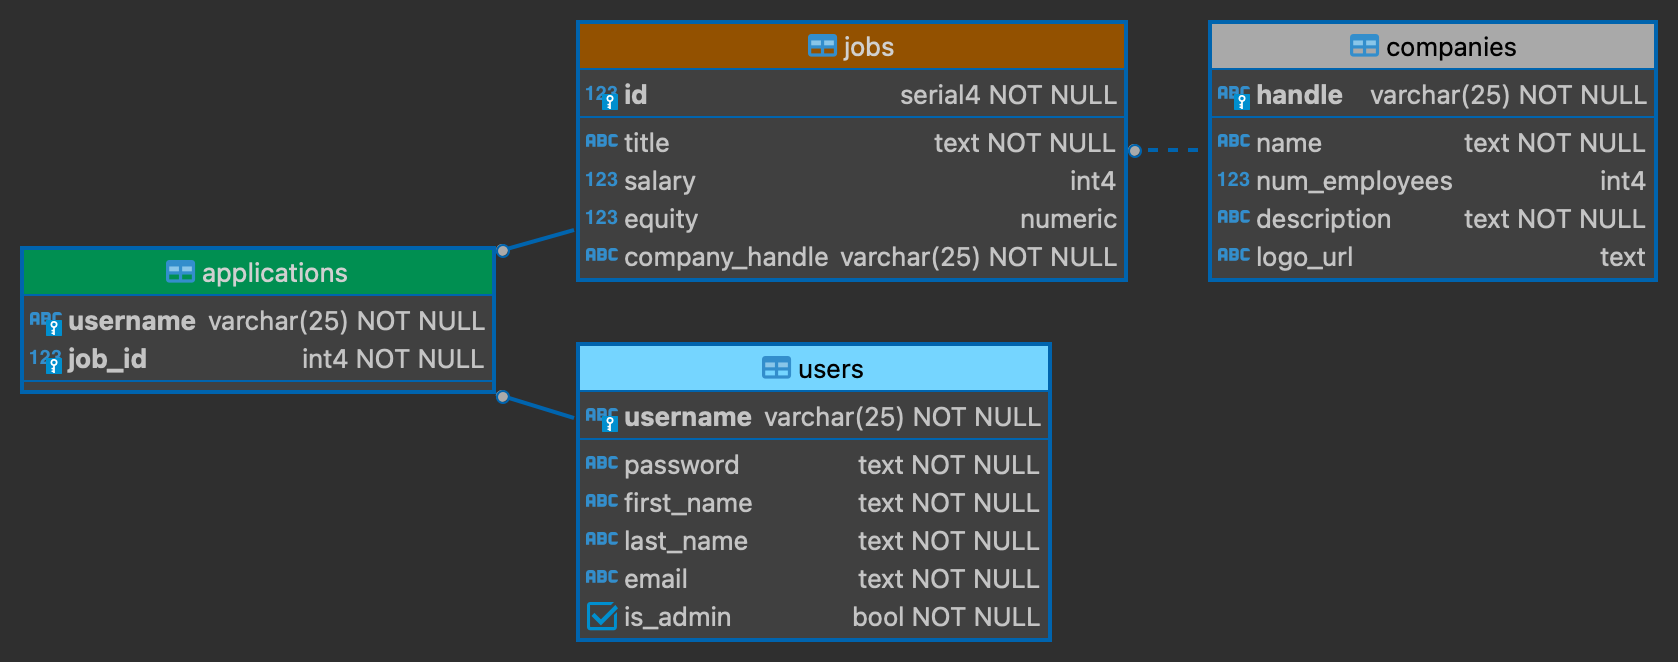 jobs
123 id serial4 NOT NULL
ABC title text NOT NULL
123 salary int4
123 equity numeric
ABC company_handle varchar(25) NOT NULL
companies
ABC handle varchar(25) NOT NULL
ABC name text NOT NULL
123 num_employees int4
ABC description text NOT NULL
ABC logo_url text
applications
ABC username varchar(25) NOT NULL
123 job_id int4 NOT NULL
users
ABC username varchar(25) NOT NULL
ABC password text NOT NULL
ABC first_name text NOT NULL
ABC last_name text NOT NULL
ABC email text NOT NULL
is_admin bool NOT NULL